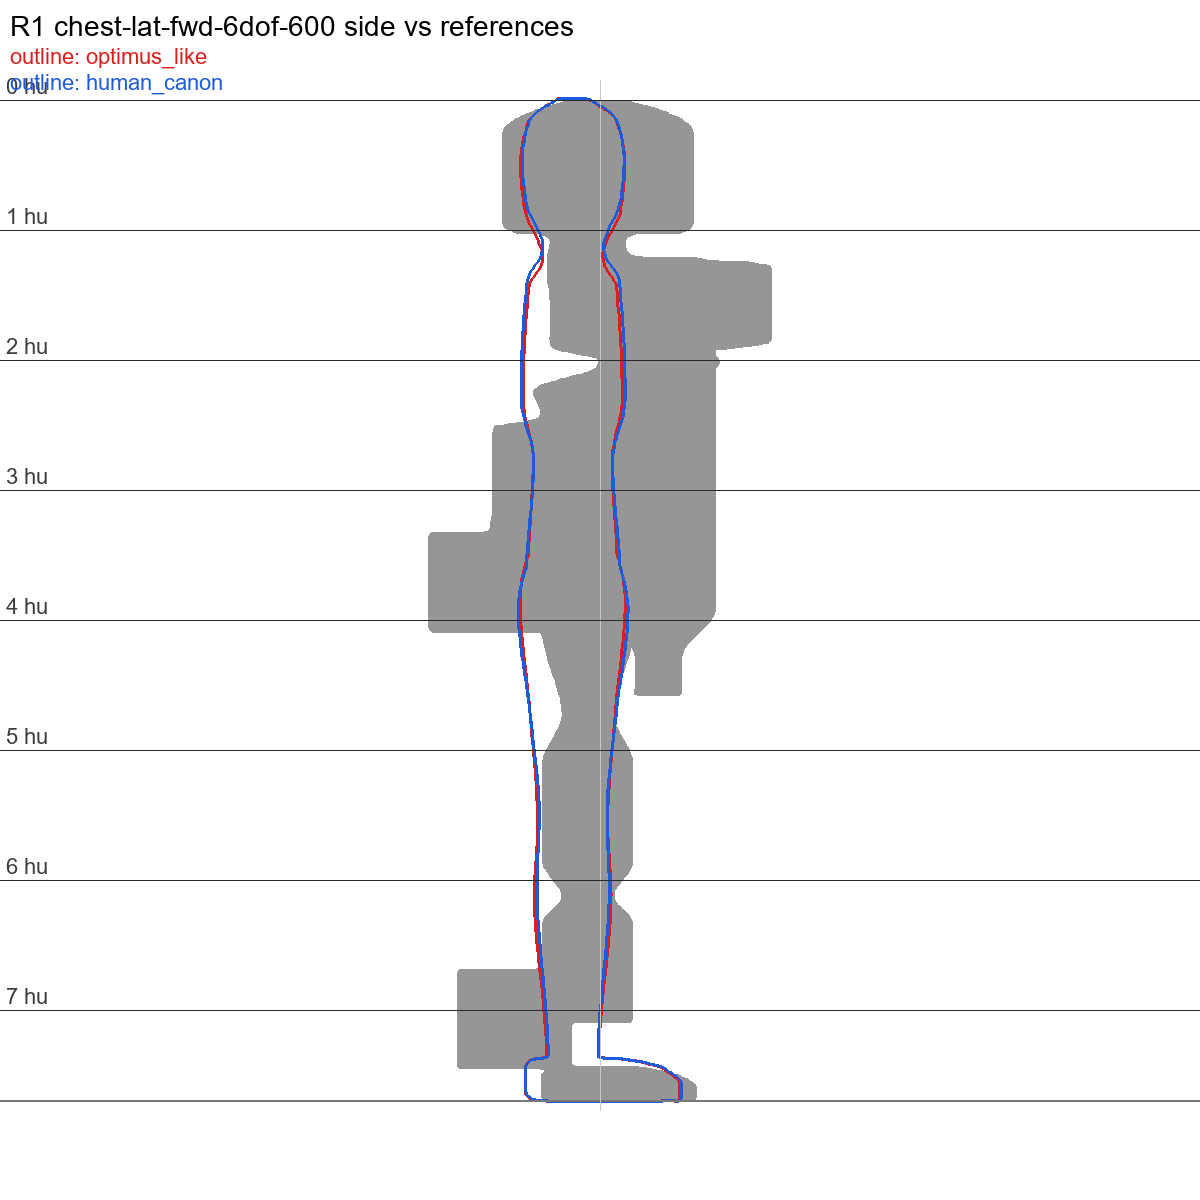 R1 chest-lat-fwd-6dof-600 side vs references
outline: optimus_like
outline: human_canon
0 hu
1 hu
2 hu
3 hu
4 hu
5 hu
6 hu
7 hu